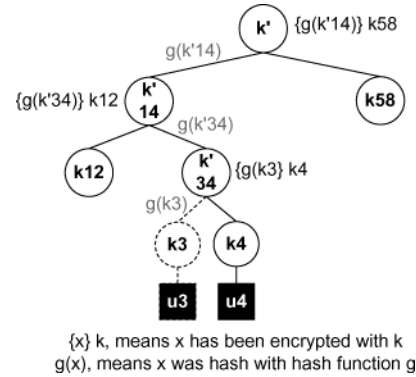 k'
{g(k'14)} k58
g(k'14)
{g(k'34)} k12
k'
14
k58
g(k'34)
k12
k'
34
{g(k3} k4
g(k3)
k3
k4
u3
u4
{x} k, means x has been encrypted with k
g(x), means x was hash with hash function g